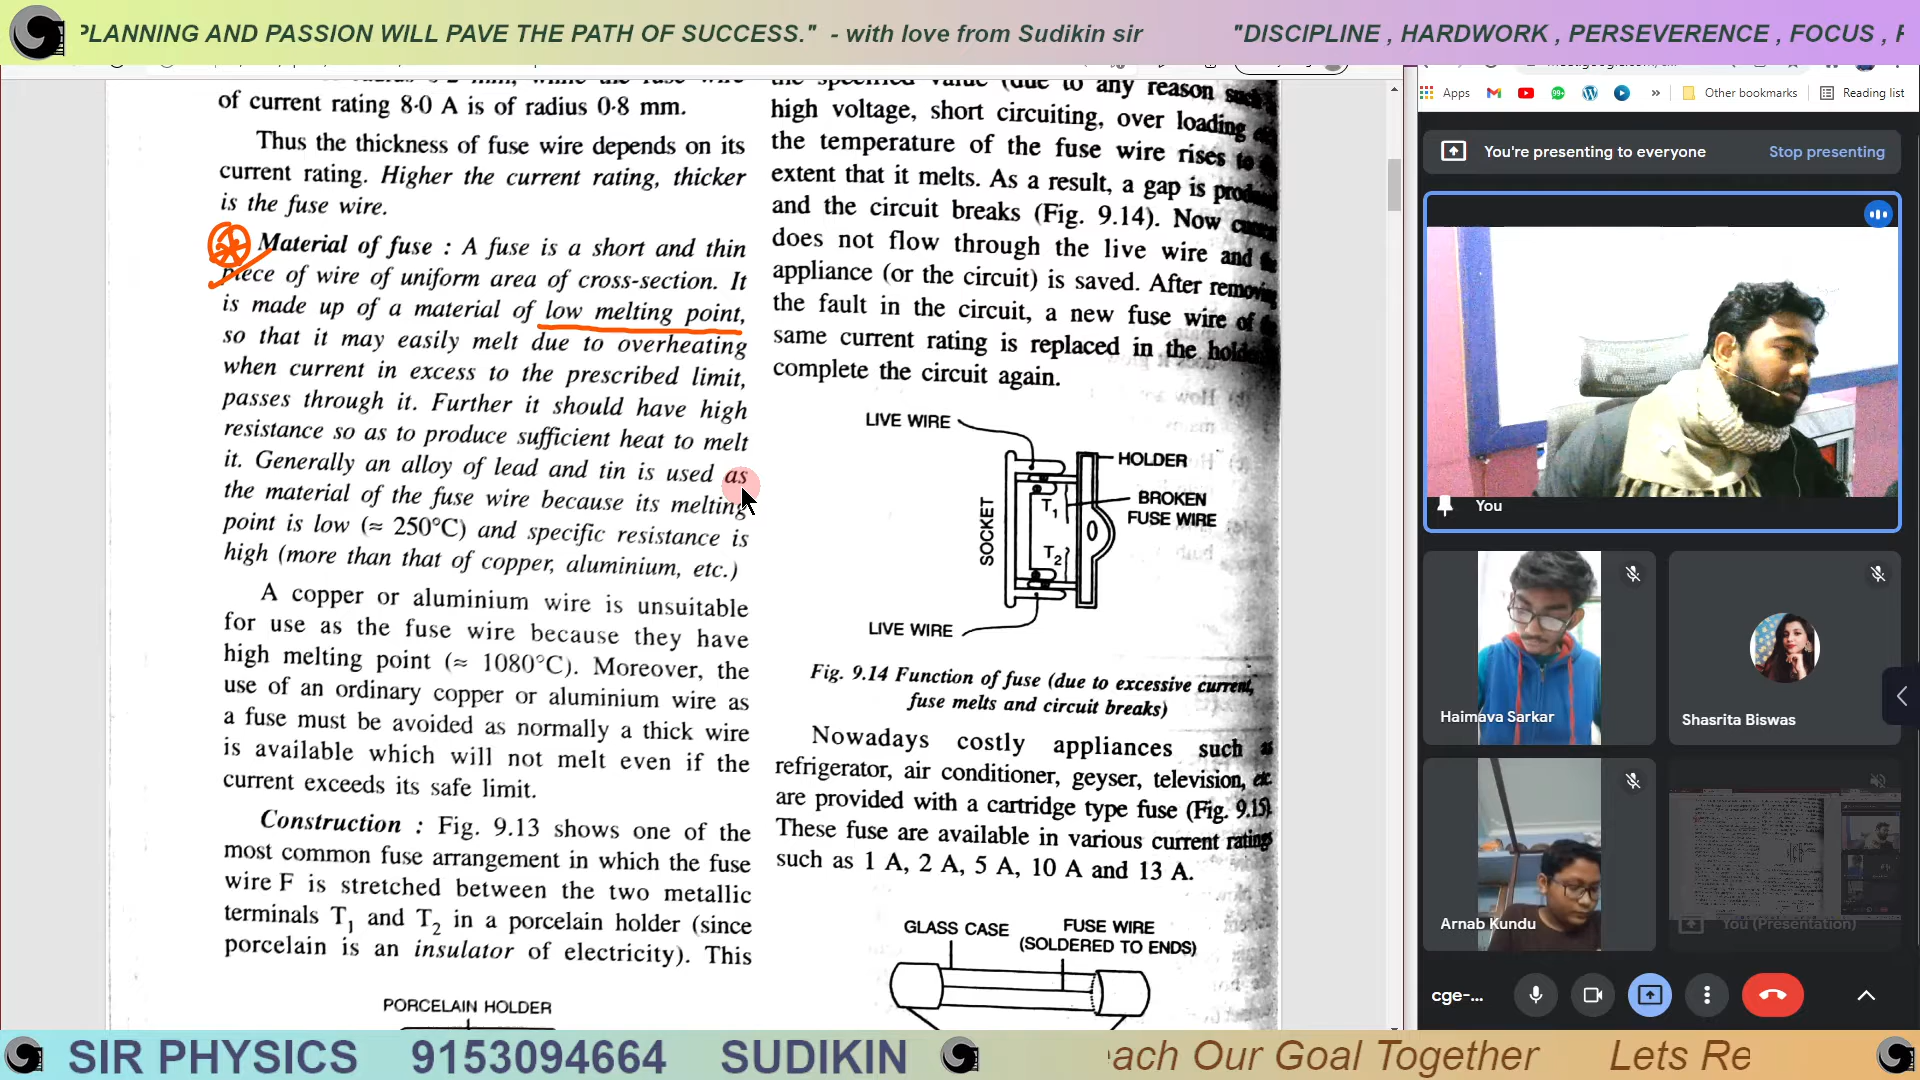 PLANNING AND PASSION WILL PAVE THE PATH OF SUCCESS." - with love from Sudikin sir
"DISCIPLINE , HARDWORK , PERSEVERENCE , FOCUS ,
of current rating 8·0 A is of radius 0·8 mm.
Thus the thickness of fuse wire depends on its
current rating. Higher the current rating, thicker
is the fuse wire.
Material of fuse : A fuse is a short and thin
piece of wire of uniform area of cross-section. It
is made up of a material of low melting point,
so that it may easily melt due to overheating
when current in excess to the prescribed limit,
passes through it. Further it should have high
resistance so as to produce sufficient heat to melt
it. Generally an alloy of lead and tin is used as
the material of the fuse wire because its melting
point is low (≈ 250°C) and specific resistance is
high (more than that of copper, aluminium, etc.)
A copper or aluminium wire is unsuitable
for use as the fuse wire because they have
high melting point (≈ 1080°C). Moreover, the
use of an ordinary copper or aluminium wire as
a fuse must be avoided as normally a thick wire
is available which will not melt even if the
current exceeds its safe limit.
Construction : Fig. 9.13 shows one of the
most common fuse arrangement in which the fuse
wire F is stretched between the two metallic
terminals T1 and T2 in a porcelain holder (since
porcelain is an insulator of electricity). This
PORCELAIN HOLDER
the specified value (due to any reason such
high voltage, short circuiting, over loading
the temperature of the fuse wire rises to
extent that it melts. As a result, a gap is
and the circuit breaks (Fig. 9.14). Now
does not flow through the live wire and
appliance (or the circuit) is saved. After removing
the fault in the circuit, a new fuse wire of
same current rating is replaced in the
complete the circuit again.
LIVE WIRE
HOLDER
BROKEN
FUSE WIRE
SOCKET
T1
T2
LIVE WIRE
Fig. 9.14 Function of fuse (due to excessive current,
fuse melts and circuit breaks)
Nowadays costly appliances such
refrigerator, air conditioner, geyser, television, etc.
are provided with a cartridge type fuse (Fig. 9.15).
These fuse are available in various current ratings
such as 1 A, 2 A, 5 A, 10 A and 13 A.
GLASS CASE
FUSE WIRE
(SOLDERED TO ENDS)
Apps
99+
»
Other bookmarks
Reading list
You're presenting to everyone
Stop presenting
You
Haimava Sarkar
Shasrita Biswas
Arnab Kundu
You (Presentation)
cge-...
SIR PHYSICS 9153094664 SUDIKIN
ach Our Goal Together Lets Re